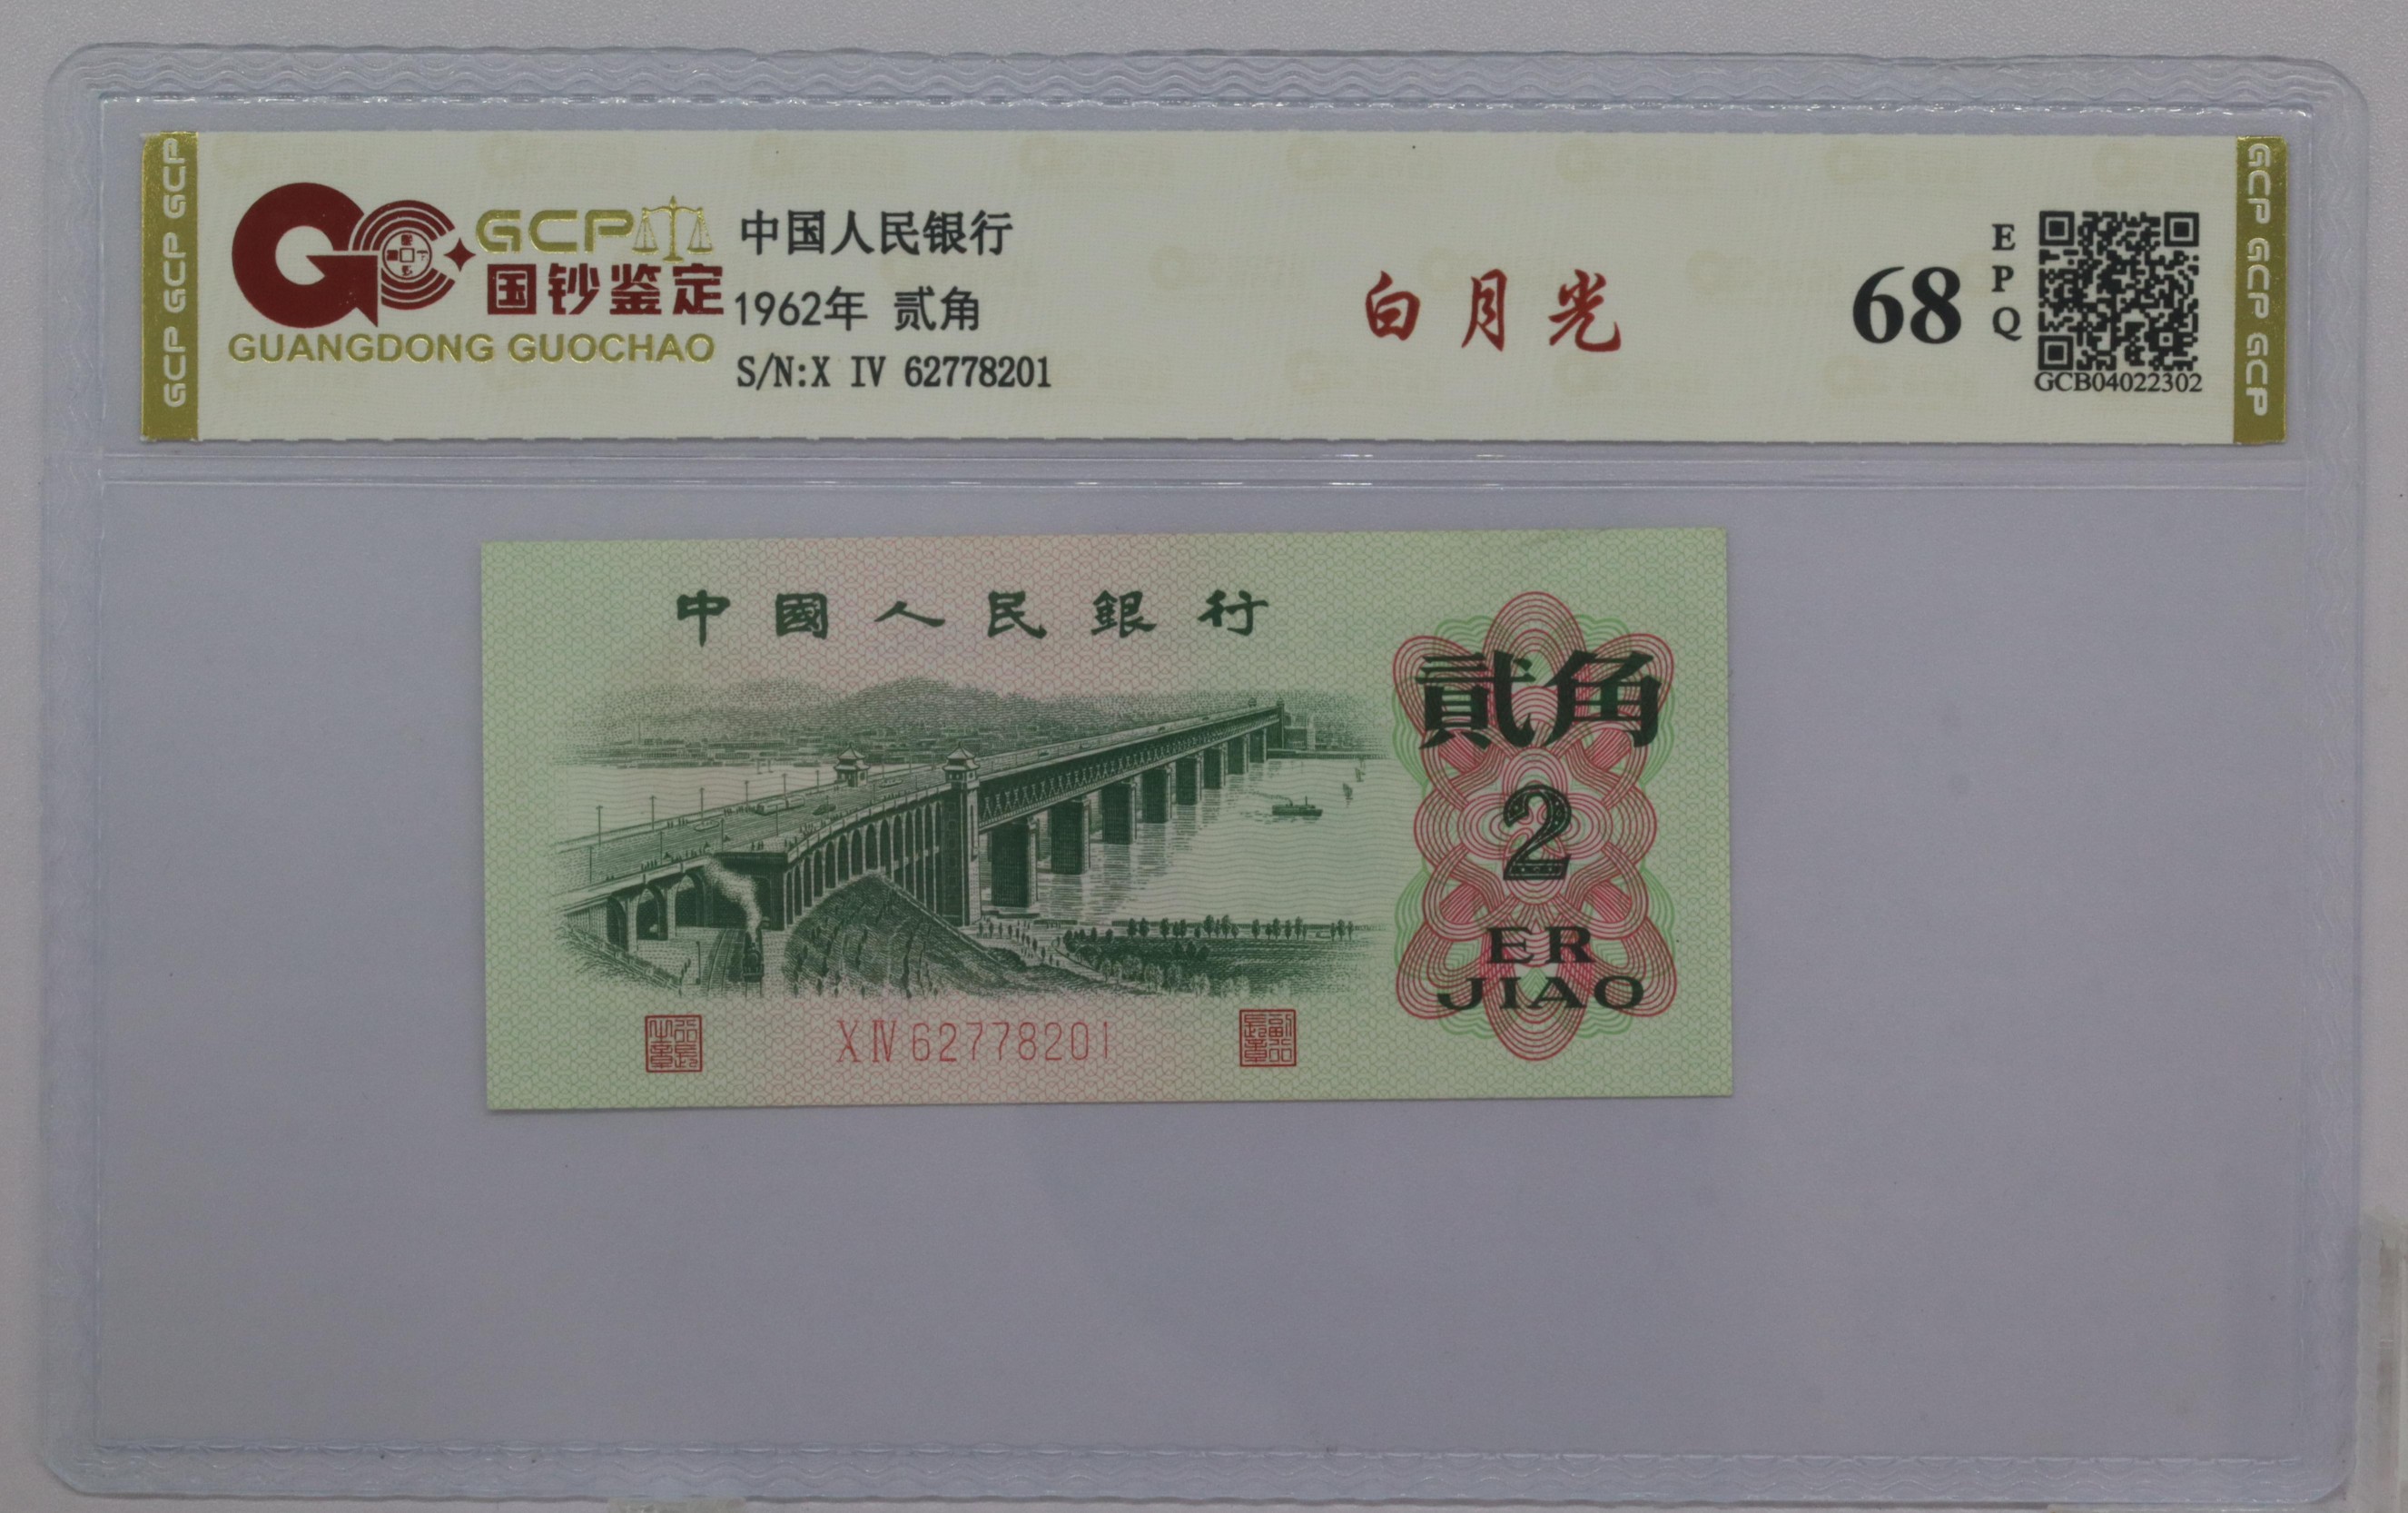 GCP GCP GCP
GCP
国钞鉴定
GUANGDONG GUOCHAO
中国人民银行
1962年 贰角
S/N:X IV 62778201
白月光
68
EPQ
GCB04022302
GCP GCP GCP
中國人民銀行
貳角
2
ER
JIAO
X IV 62778201